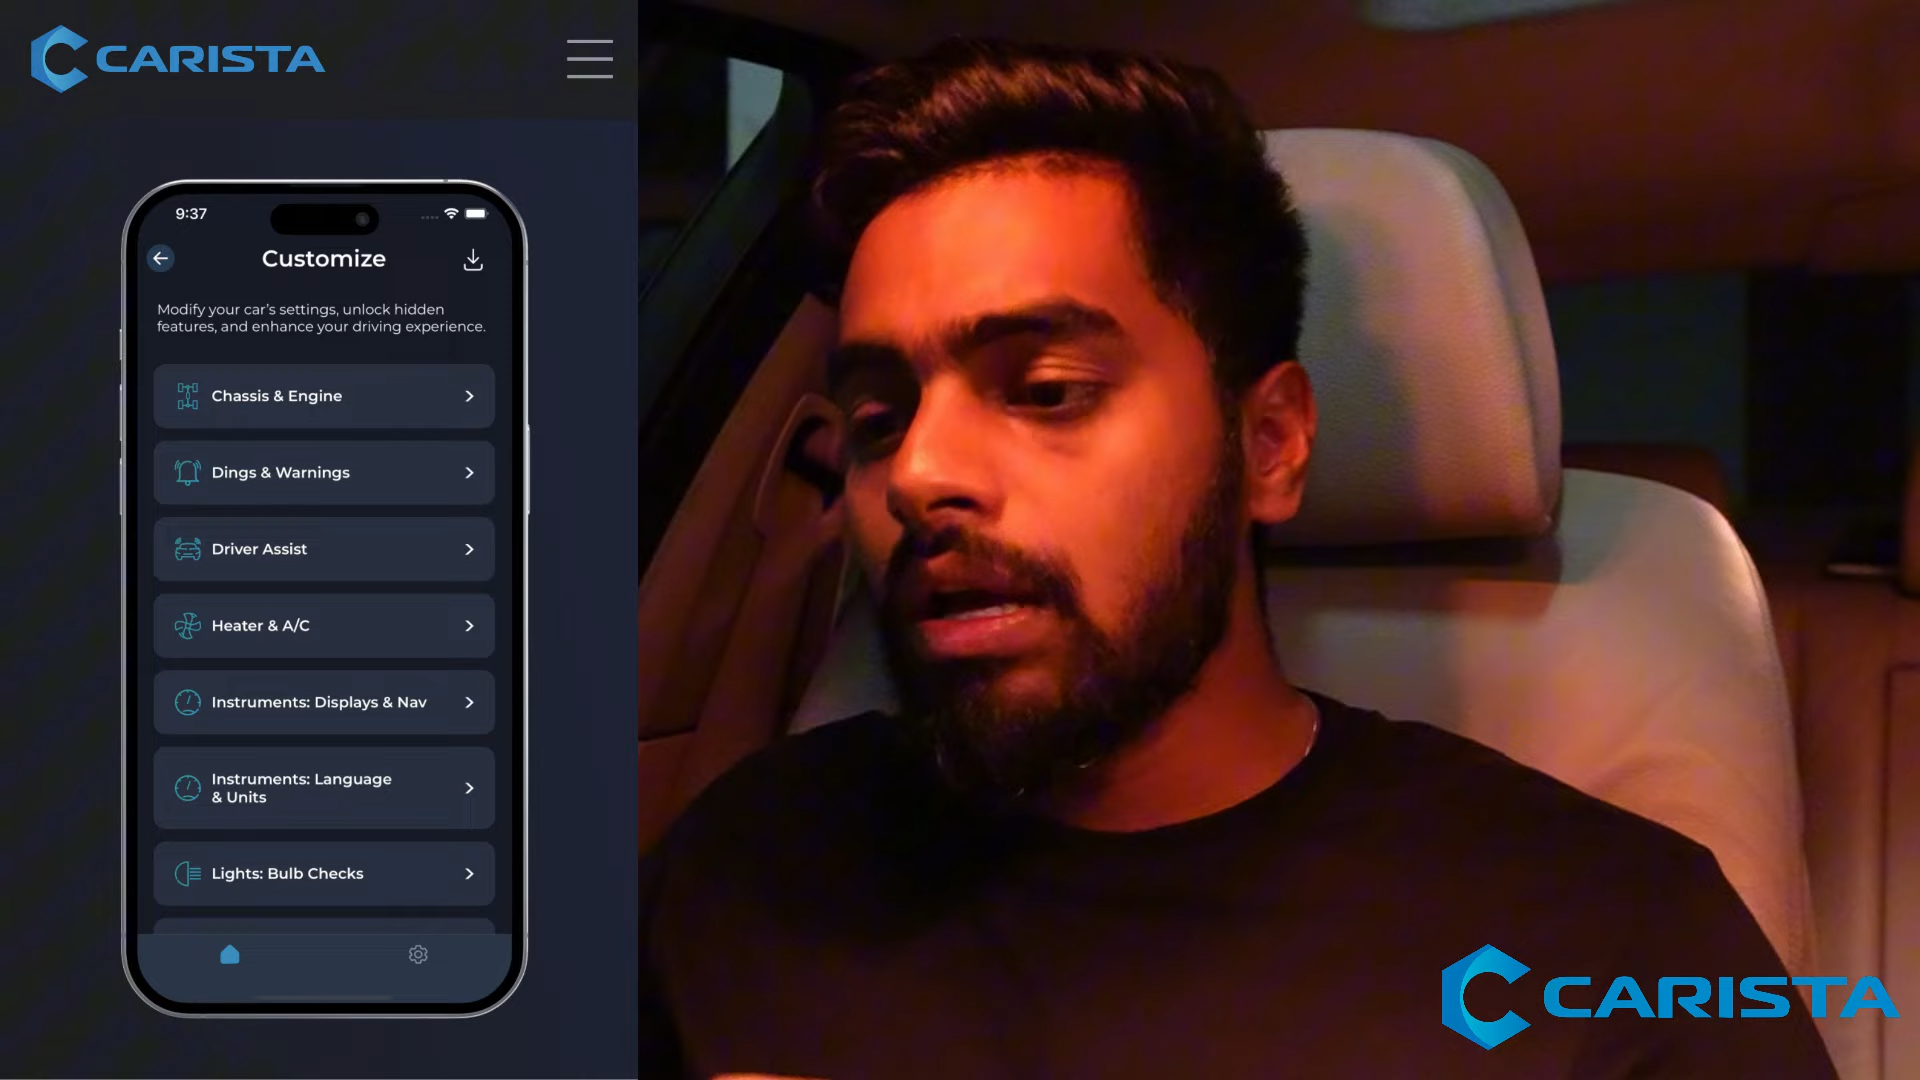 CARISTA
9:37
Customize
Modify your car's settings, unlock hidden
features, and enhance your driving experience.
Chassis & Engine
Dings & Warnings
Driver Assist
Heater & A/C
Instruments: Displays & Nav
Instruments: Language
& Units
Lights: Bulb Checks
CARISTA